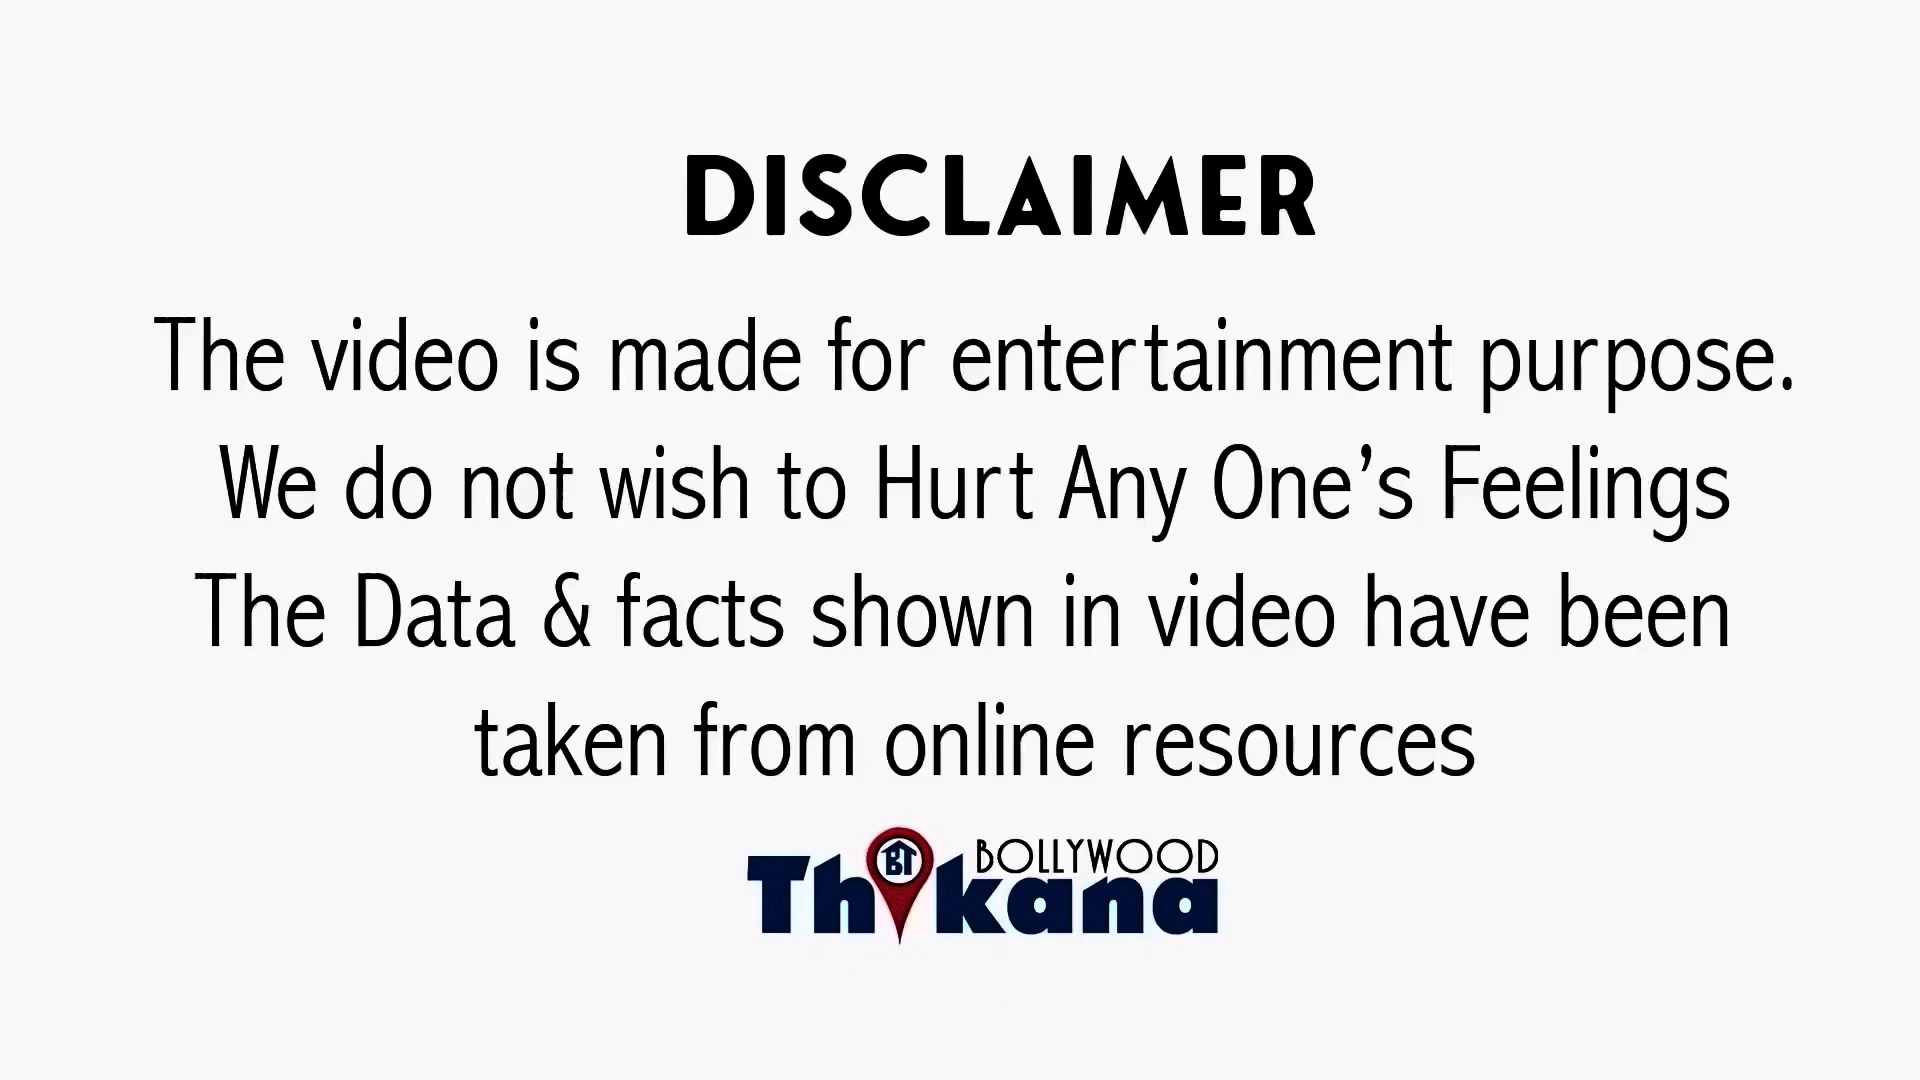 DISCLAIMER
The video is made for entertainment purpose.
We do not wish to Hurt Any One’s Feelings
The Data & facts shown in video have been
taken from online resources
BT BOLLYWOOD
Thikana